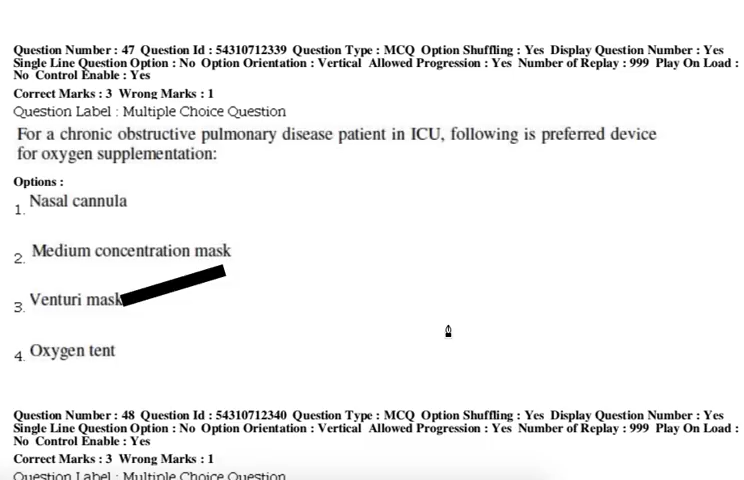 Question Number : 47 Question Id : 54310712339 Question Type : MCQ Option Shuffling : Yes Display Question Number : Yes
Single Line Question Option : No Option Orientation : Vertical Allowed Progression : Yes Number of Replay : 999 Play On Load :
No Control Enable : Yes
Correct Marks : 3 Wrong Marks : 1
Question Label : Multiple Choice Question
For a chronic obstructive pulmonary disease patient in ICU, following is preferred device
for oxygen supplementation:
Options :
1. Nasal cannula
2. Medium concentration mask
3. Venturi mask
4. Oxygen tent
Question Number : 48 Question Id : 54310712340 Question Type : MCQ Option Shuffling : Yes Display Question Number : Yes
Single Line Question Option : No Option Orientation : Vertical Allowed Progression : Yes Number of Replay : 999 Play On Load :
No Control Enable : Yes
Correct Marks : 3 Wrong Marks : 1
Question Label : Multiple Choice Question